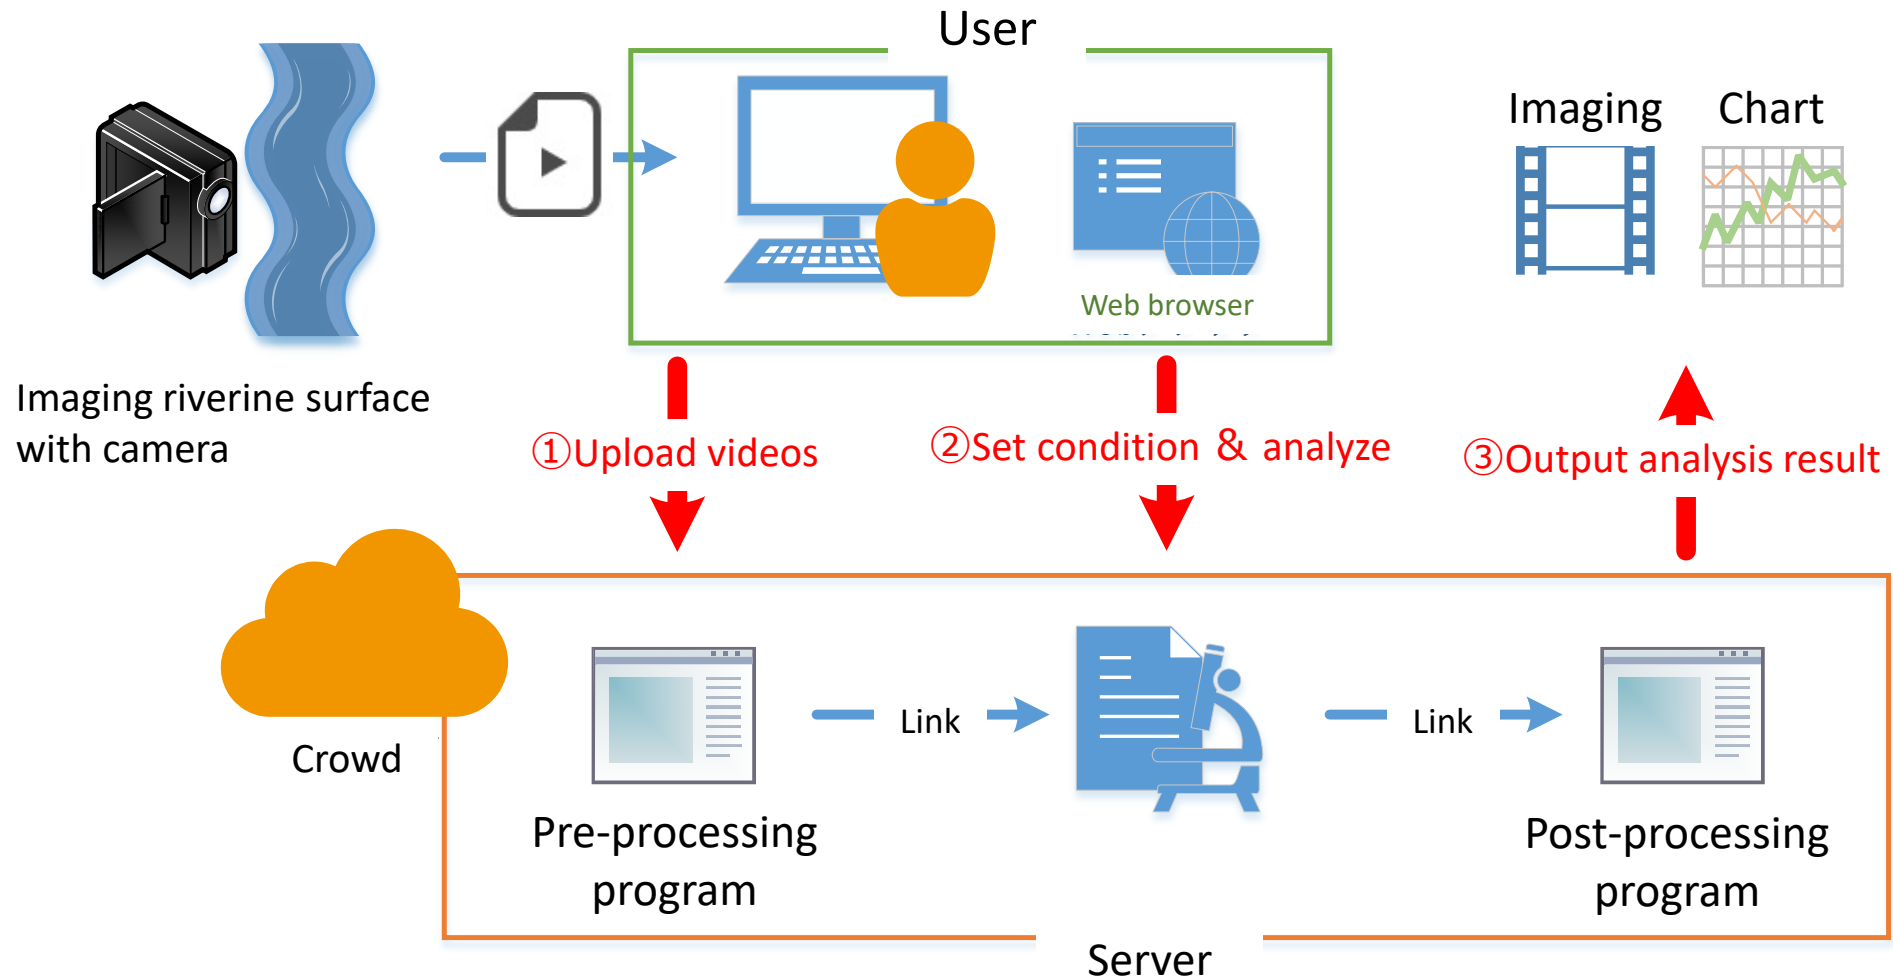 User
Imaging
Chart
Web browser
Imaging riverine surface
with camera
①Upload videos
②Set condition & analyze
③Output analysis result
Crowd
Link
Link
Pre-processing
program
Post-processing
program
Server